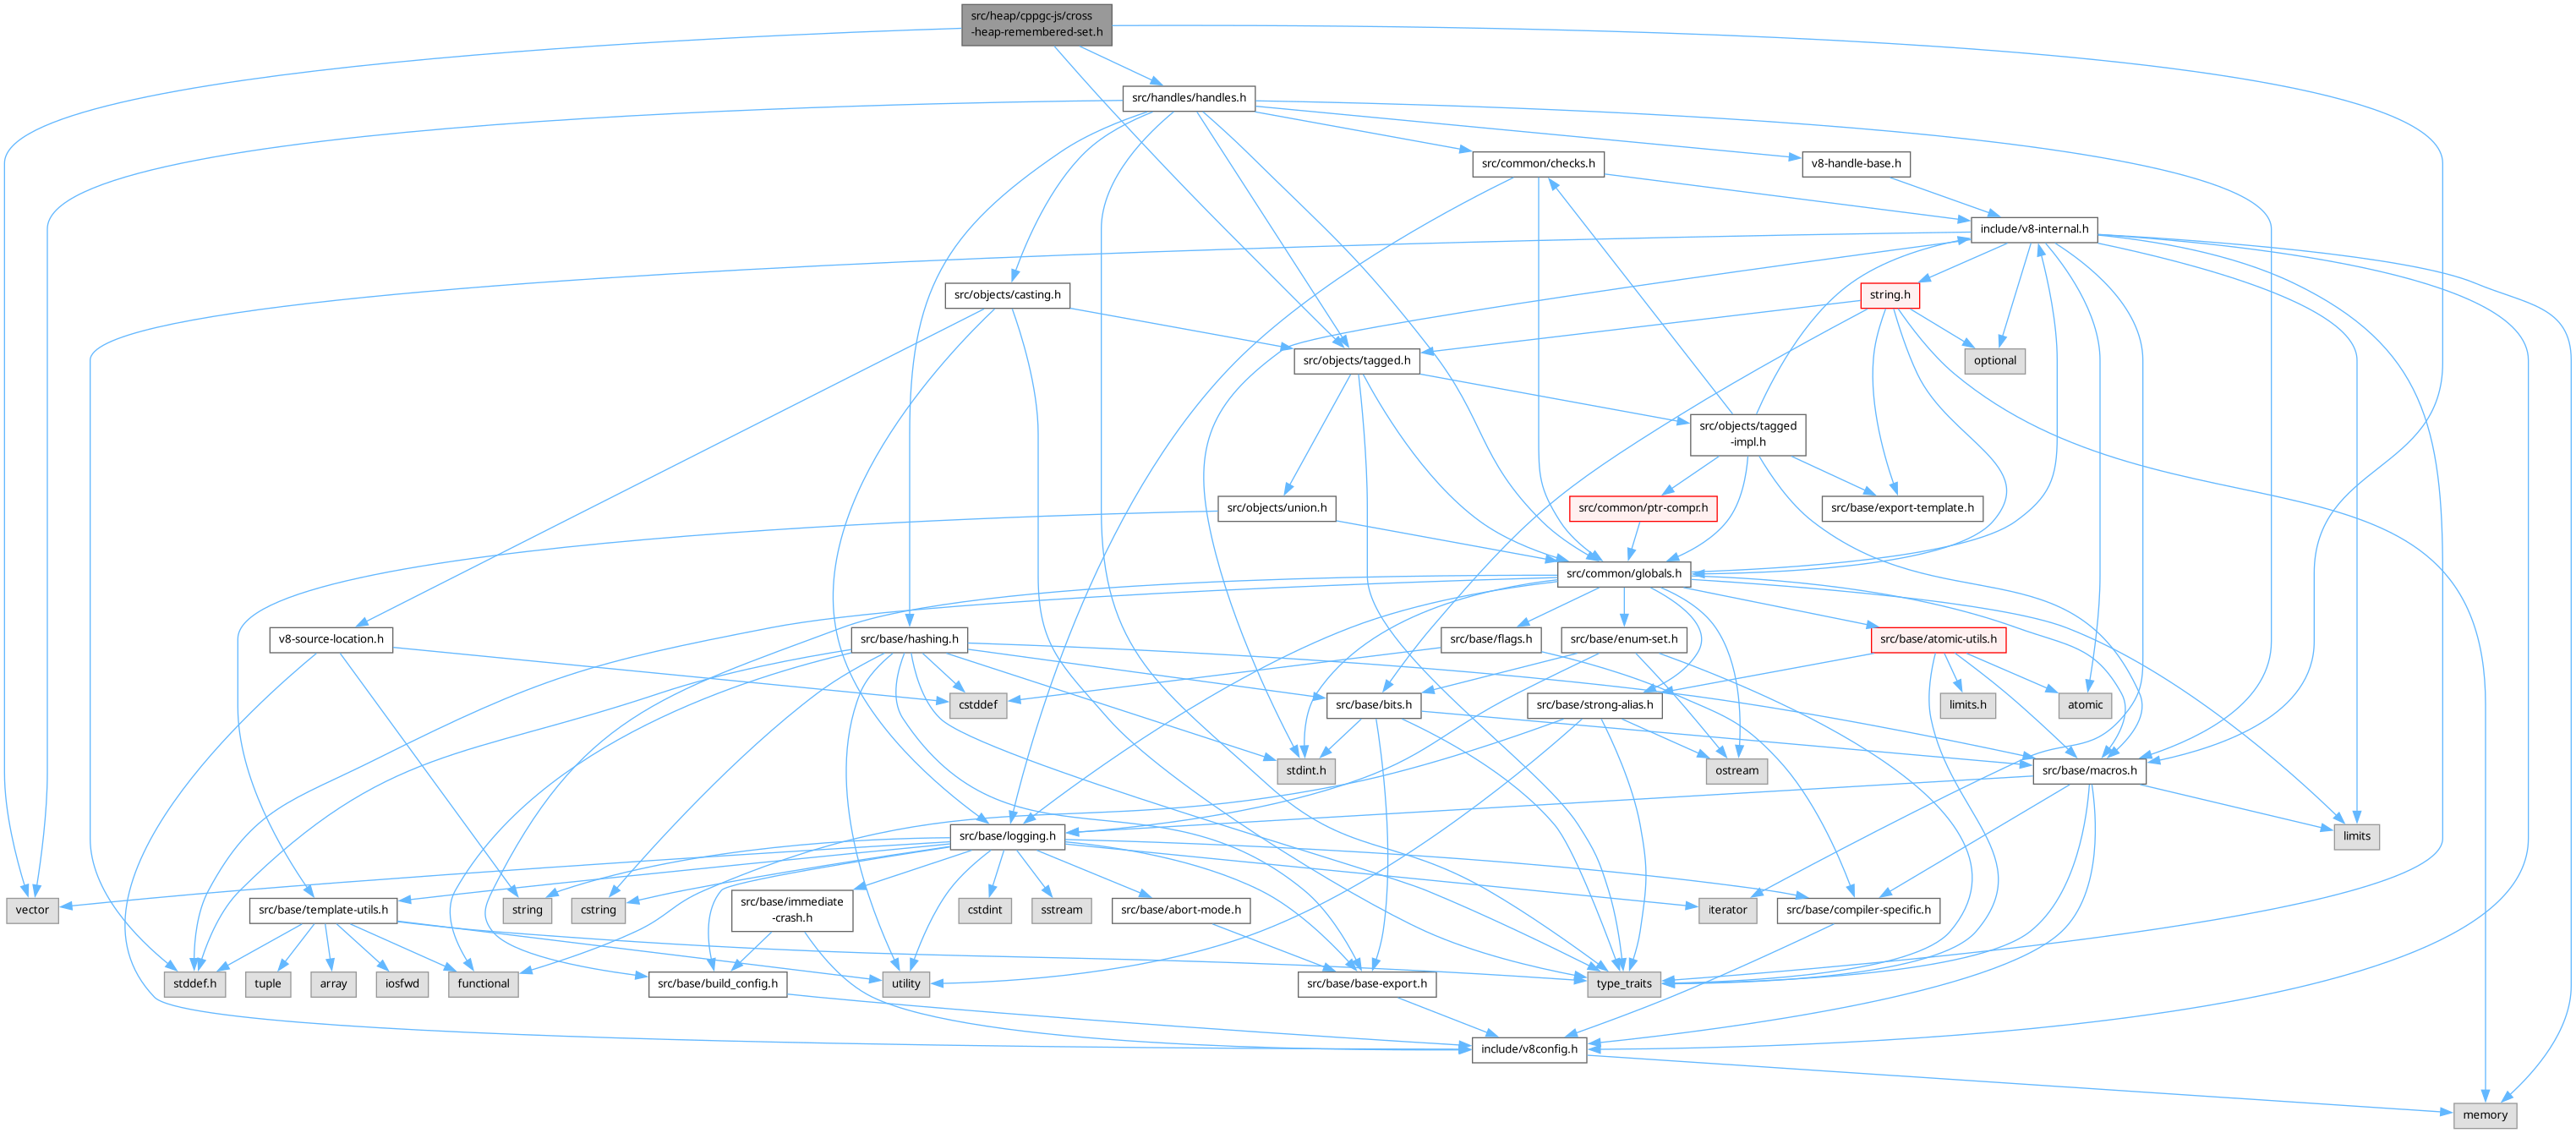 src/heap/cppgc-js/cross
-heap-remembered-set.h
src/handles/handles.h
src/common/checks.h
v8-handle-base.h
include/v8-internal.h
src/objects/casting.h
string.h
src/objects/tagged.h
optional
src/objects/tagged
-impl.h
src/objects/union.h
src/common/ptr-compr.h
src/base/export-template.h
src/common/globals.h
v8-source-location.h
src/base/hashing.h
src/base/flags.h
src/base/enum-set.h
src/base/atomic-utils.h
cstddef
src/base/bits.h
src/base/strong-alias.h
limits.h
atomic
stdint.h
ostream
src/base/macros.h
src/base/logging.h
limits
vector
src/base/template-utils.h
string
cstring
src/base/immediate
-crash.h
cstdint
sstream
src/base/abort-mode.h
iterator
src/base/compiler-specific.h
stddef.h
tuple
array
iosfwd
functional
src/base/build_config.h
utility
src/base/base-export.h
type_traits
include/v8config.h
memory